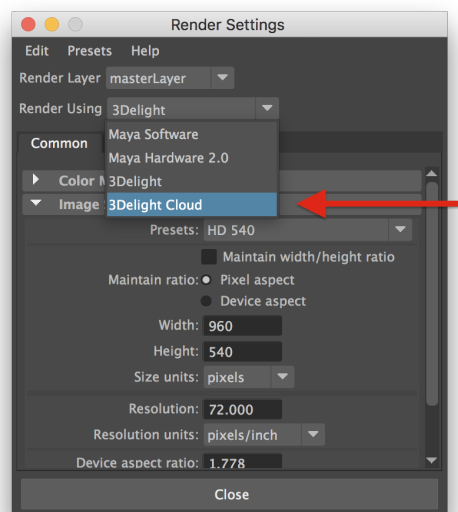 Render Settings
Edit Presets Help
Render Layer masterLayer
Render Using 3Delight
Maya Software
Maya Hardware 2.0
3Delight
3Delight Cloud
Common
Color M
Image
Presets: HD 540
Maintain width/height ratio
Maintain ratio: Pixel aspect
Device aspect
Width: 960
Height: 540
Size units: pixels
Resolution: 72.000
Resolution units: pixels/inch
Device aspect ratio: 1.778
Close